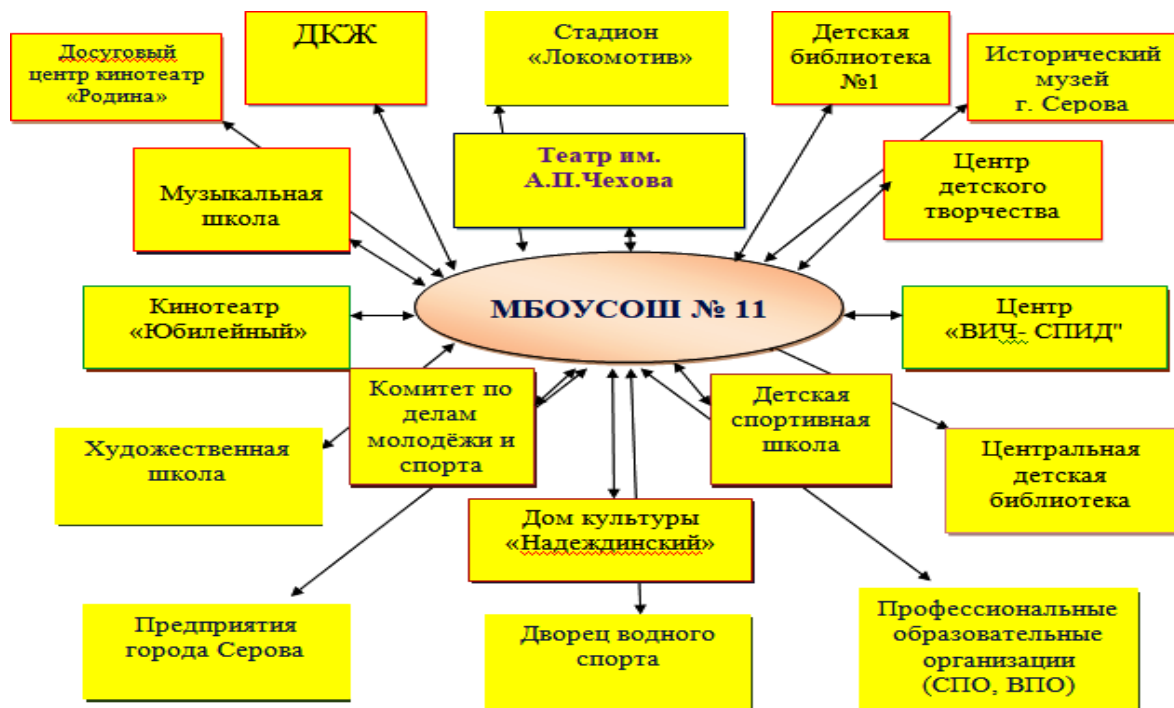 Досуговый
центр кинотеатр
«Родина»
ДКЖ
Стадион
«Локомотив»
Детская
библиотека
№1
Исторический
музей
г. Серова
Музыкальная
школа
Театр им.
А.П.Чехова
Центр
детского
творчества
Кинотеатр
«Юбилейный»
МБОУСОШ № 11
Центр
«ВИЧ- СПИД"
Художественная
школа
Комитет по
делам
молодёжи и
спорта
Детская
спортивная
школа
Центральная
детская
библиотека
Дом культуры
«Надеждинский»
Предприятия
города Серова
Дворец водного
спорта
Профессиональные
образовательные
организации
(СПО, ВПО)